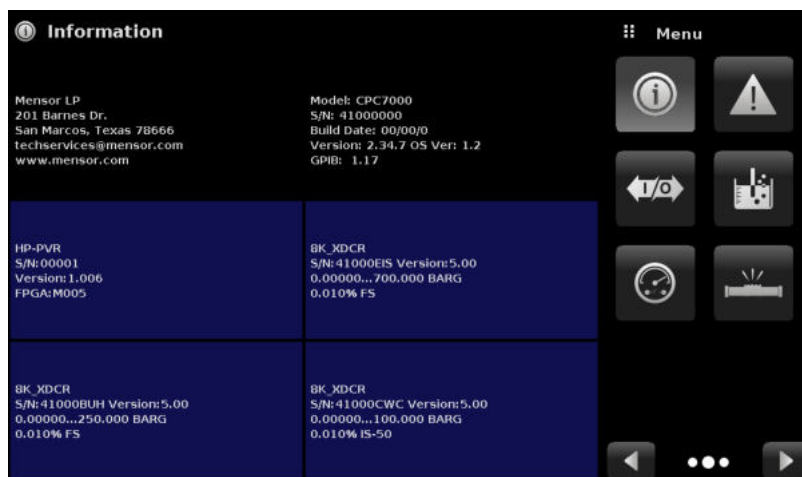 Information
Mensor LP
201 Barnes Dr.
San Marcos, Texas 78666
techservices@mensor.com
www.mensor.com
Model: CPC7000
S/N: 41000000
Build Date: 00/00/0
Version: 2.34.7 OS Ver: 1.2
GPIB: 1.17
HP-PVR
S/N:00001
Version:1.006
FPGA:M005
8K_XDCR
S/N:41000EIS Version:5.00
0.00000...700.000 BARG
0.010% FS
8K_XDCR
S/N:41000BUH Version:5.00
0.00000...250.000 BARG
0.010% FS
8K_XDCR
S/N:41000CWC Version:5.00
0.00000...100.000 BARG
0.010% IS-50
Menu
I/O